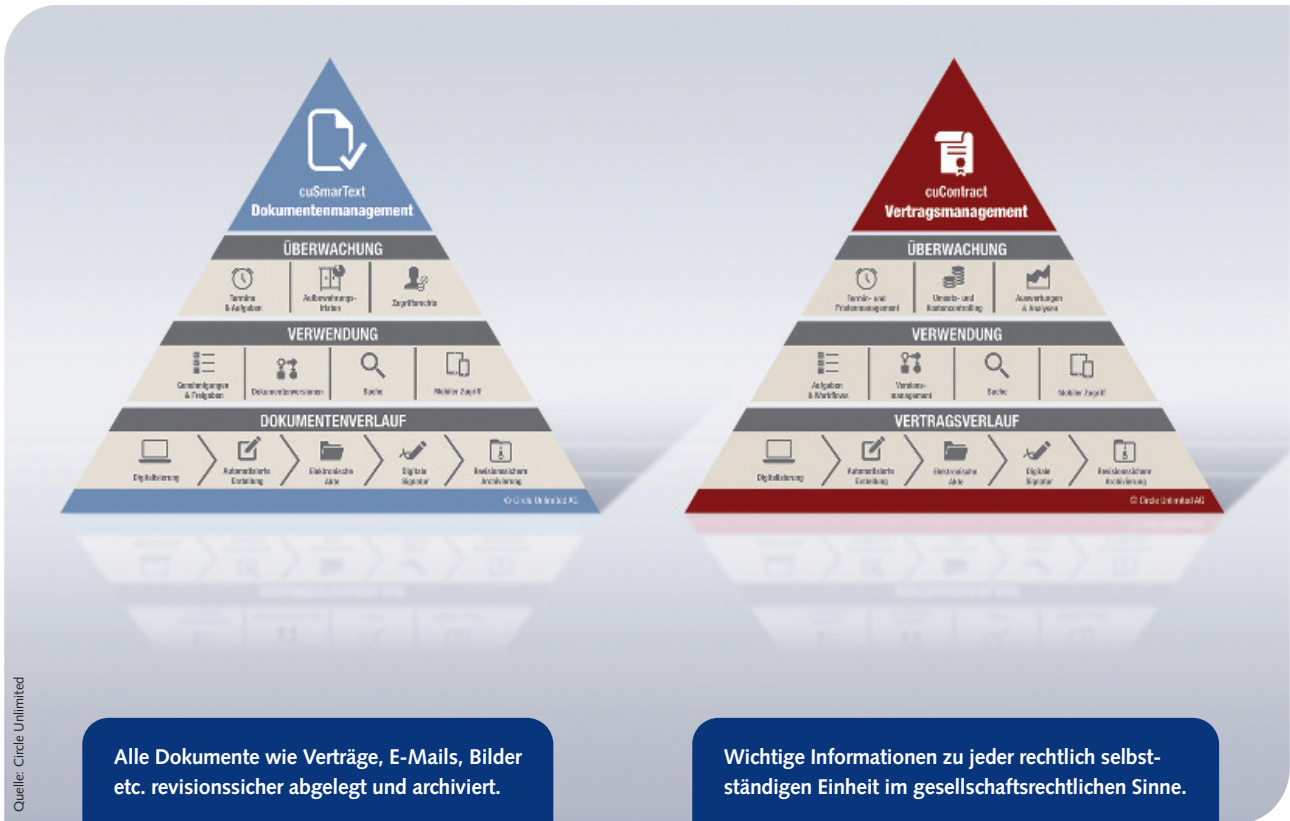 cuSmarText
Dokumentenmanagement
ÜBERWACHUNG
Termine
& Aufgaben
Aufbewahrungs-
fristen
Zugriffsrechte
VERWENDUNG
Genehmigungen
& Freigaben
Dokumentenversionen
Suche
Mobiler Zugriff
DOKUMENTENVERLAUF
Digitalisierung
Automatisierte
Erstellung
Elektronische
Akte
Digitale
Signatur
Revisionssichere
Archivierung
© Circle Unlimited AG
cuContract
Vertragsmanagement
ÜBERWACHUNG
Termin- und
Fristenmanagement
Umsatz- und
Kostencontrolling
Auswertungen
& Analysen
VERWENDUNG
Aufgaben
& Workflows
Versions-
management
Suche
Mobiler Zugriff
VERTRAGSVERLAUF
Digitalisierung
Automatisierte
Erstellung
Elektronische
Akte
Digitale
Signatur
Revisionssichere
Archivierung
© Circle Unlimited AG
Quelle: Circle Unlimited
Alle Dokumente wie Verträge, E-Mails, Bilder
etc. revisionssicher abgelegt und archiviert.
Wichtige Informationen zu jeder rechtlich selbst-
ständigen Einheit im gesellschaftsrechtlichen Sinne.